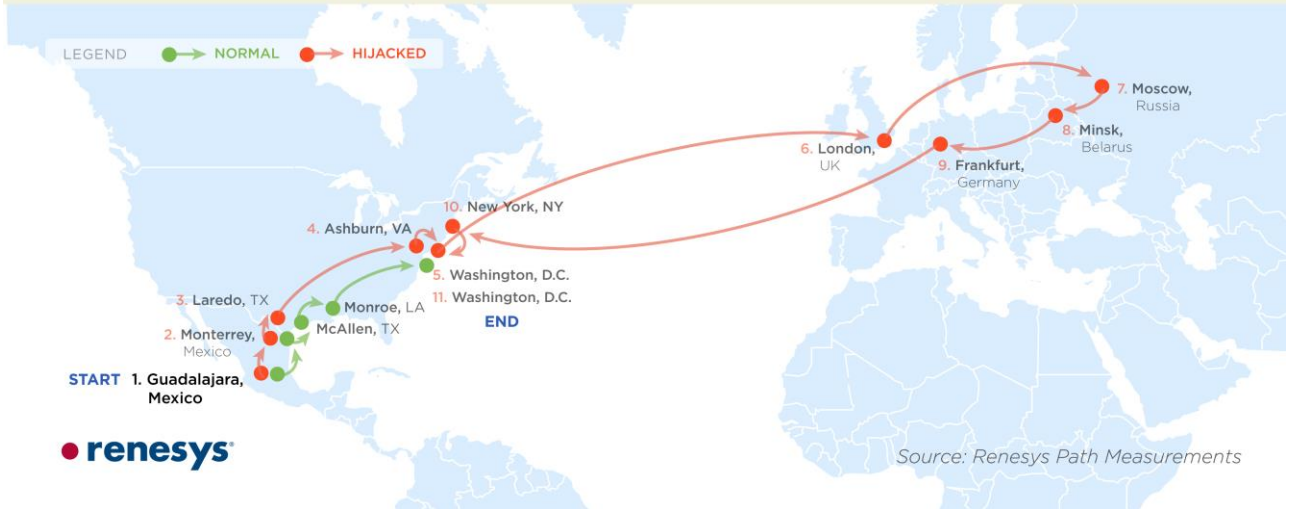 LEGEND NORMAL HIJACKED
7. Moscow,
Russia
8. Minsk,
Belarus
6. London,
UK
9. Frankfurt,
Germany
10. New York, NY
4. Ashburn, VA
5. Washington, D.C.
11. Washington, D.C.
END
3. Laredo, TX
Monroe, LA
McAllen, TX
2. Monterrey,
Mexico
START 1. Guadalajara,
Mexico
renesys®
Source: Renesys Path Measurements